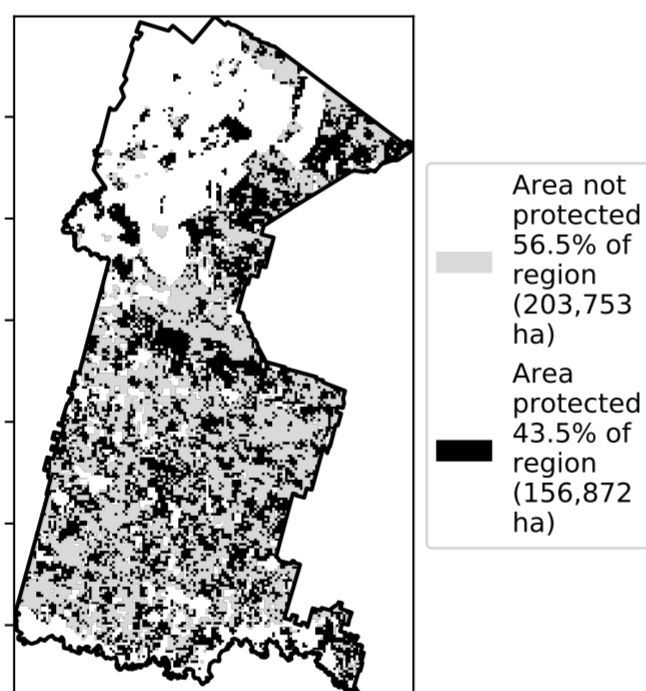 Area not
protected
56.5% of
region
(203,753
ha)
Area
protected
43.5% of
region
(156,872
ha)